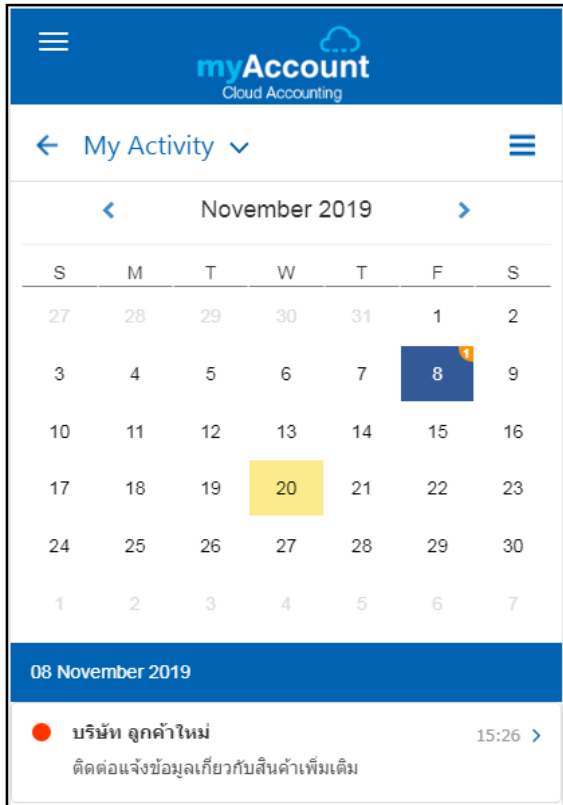 myAccount
Cloud Accounting
My Activity
November 2019
S M T W T F S
27 28 29 30 31 1 2
3 4 5 6 7 8 1 9
10 11 12 13 14 15 16
17 18 19 20 21 22 23
24 25 26 27 28 29 30
1 2 3 4 5 6 7
08 November 2019
บริษัท ลูกค้าใหม่ 15:26
ติดต่อแจ้งข้อมูลเกี่ยวกับสินค้าเพิ่มเติม